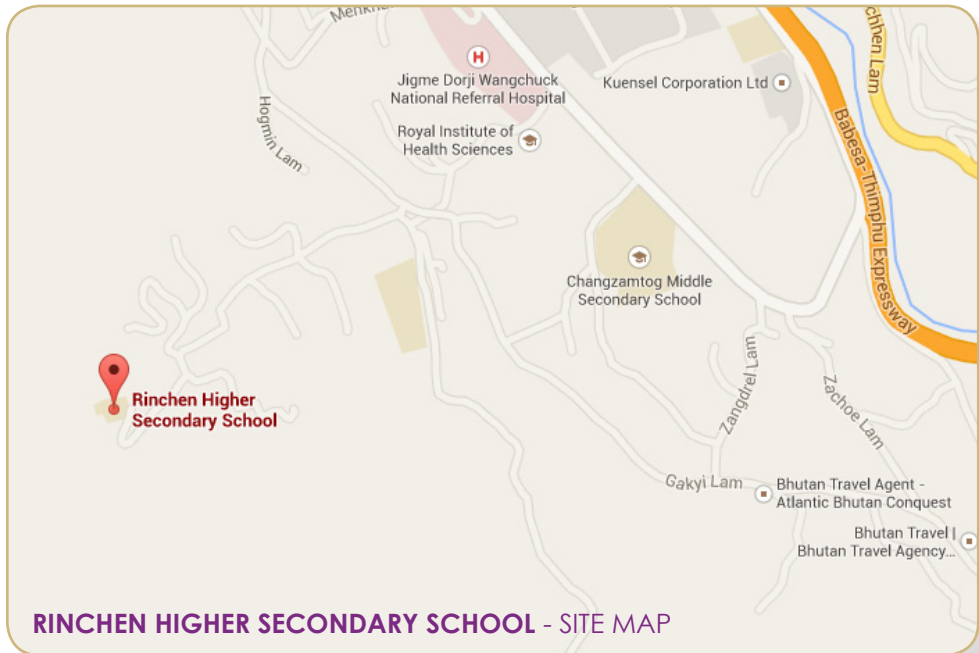 Jigme Dorji Wangchuck
National Referral Hospital
H
Kuensel Corporation Ltd
Royal Institute of
Health Sciences
Hogmin Lam
Babesa-Thimphu Expressway
Changzamtog Middle
Secondary School
Rinchen Higher
Secondary School
Zangdrel Lam
Zachoe Lam
Gakyi Lam
Bhutan Travel Agent -
Atlantic Bhutan Conquest
Bhutan Travel |
Bhutan Travel Agency...
RINCHEN HIGHER SECONDARY SCHOOL - SITE MAP